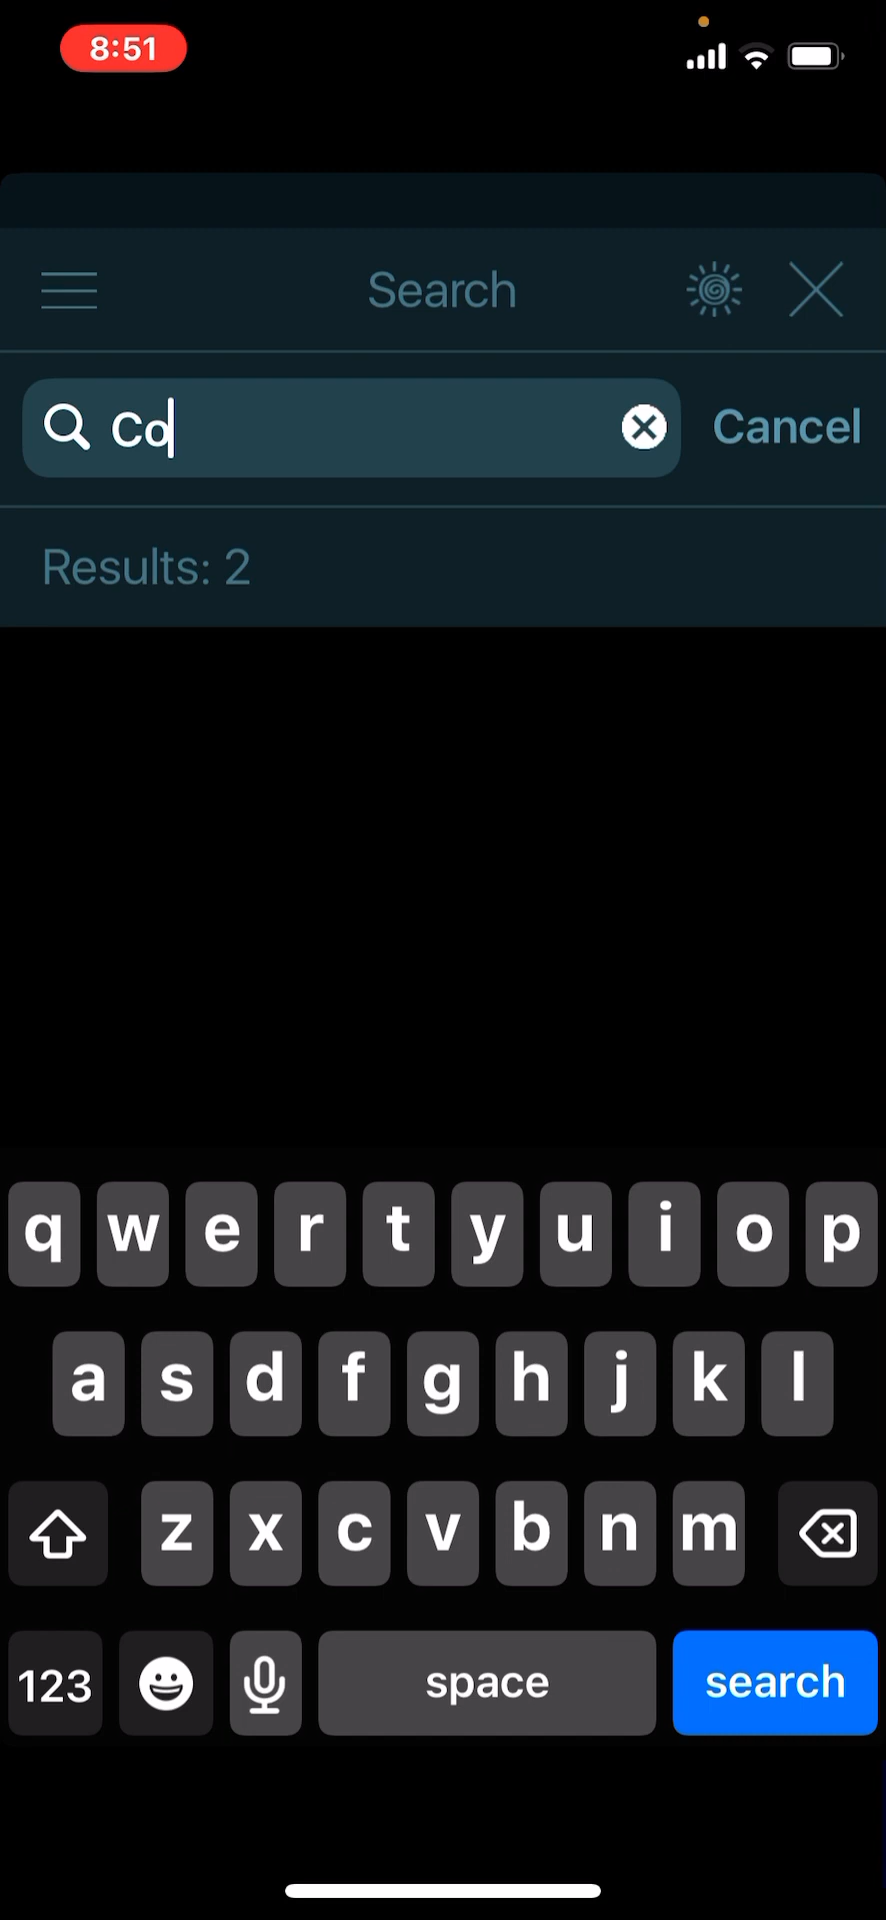 8:51
Search
Co
Cancel
Results: 2
q w e r t y u i o p
a s d f g h j k l
z x c v b n m
123 space search